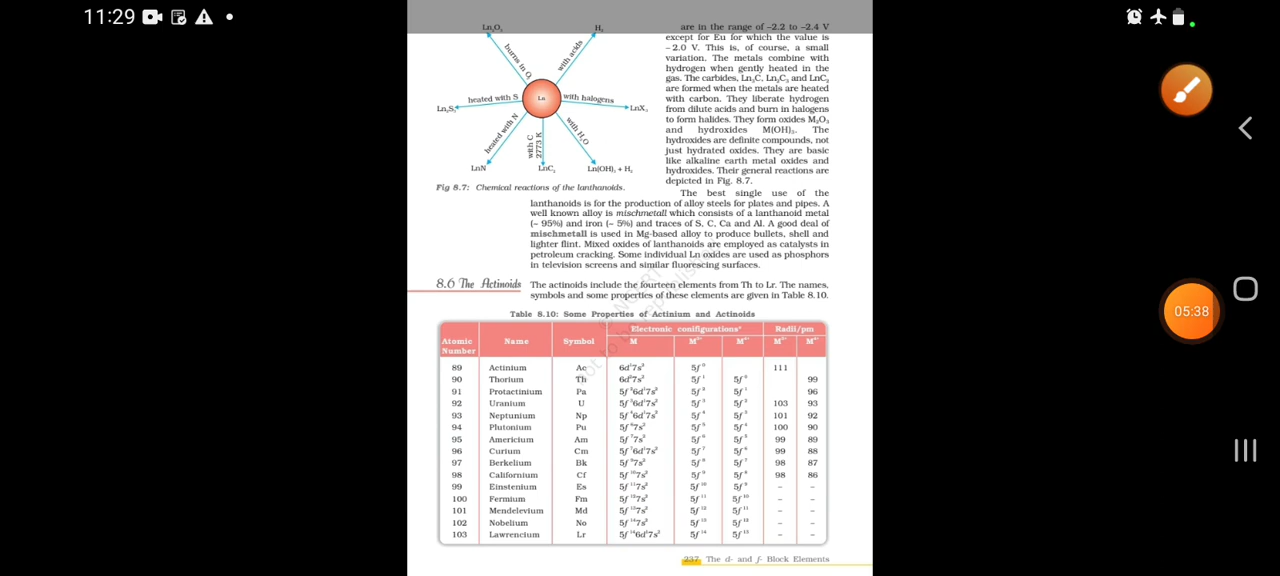 11:29
Ln2O3
H2
burns in O2
with acids
heated with S
Ln
with halogens
Ln2S3
LnX3
heated with N
with C
2773 K
with H2O
LnN
LnC2
Ln(OH)3 + H2
Fig 8.7: Chemical reactions of the lanthanoids.
are in the range of –2.2 to –2.4 V
except for Eu for which the value is
– 2.0 V. This is, of course, a small
variation. The metals combine with
hydrogen when gently heated in the
gas. The carbides, Ln3C, Ln2C3 and LnC2
are formed when the metals are heated
with carbon. They liberate hydrogen
from dilute acids and burn in halogens
to form halides. They form oxides M2O3
and hydroxides M(OH)3. The
hydroxides are definite compounds, not
just hydrated oxides. They are basic
like alkaline earth metal oxides and
hydroxides. Their general reactions are
depicted in Fig. 8.7.
The best single use of the
lanthanoids is for the production of alloy steels for plates and pipes. A
well known alloy is mischmetall which consists of a lanthanoid metal
(~ 95%) and iron (~ 5%) and traces of S, C, Ca and Al. A good deal of
mischmetall is used in Mg-based alloy to produce bullets, shell and
lighter flint. Mixed oxides of lanthanoids are employed as catalysts in
petroleum cracking. Some individual Ln oxides are used as phosphors
in television screens and similar fluorescing surfaces.
8.6 The Actinoids
The actinoids include the fourteen elements from Th to Lr. The names,
symbols and some properties of these elements are given in Table 8.10.
Table 8.10: Some Properties of Actinium and Actinoids
Electronic conifigurations* Radii/pm
Atomic Number Name Symbol M M3+ M4+ M3+ M4+
89 Actinium Ac 6d17s2 5f0 111
90 Thorium Th 6d27s2 5f1 5f0 99
91 Protactinium Pa 5f26d17s2 5f2 5f1 96
92 Uranium U 5f36d17s2 5f3 5f2 103 93
93 Neptunium Np 5f46d17s2 5f4 5f3 101 92
94 Plutonium Pu 5f67s2 5f5 5f4 100 90
95 Americium Am 5f77s2 5f6 5f5 99 89
96 Curium Cm 5f76d17s2 5f7 5f6 99 88
97 Berkelium Bk 5f97s2 5f8 5f7 98 87
98 Californium Cf 5f107s2 5f9 5f8 98 86
99 Einstenium Es 5f117s2 5f10 5f9 – –
100 Fermium Fm 5f127s2 5f11 5f10 – –
101 Mendelevium Md 5f137s2 5f12 5f11 – –
102 Nobelium No 5f147s2 5f13 5f12 – –
103 Lawrencium Lr 5f146d17s2 5f14 5f13 – –
237 The d- and f- Block Elements
© NCERT
not to be republished
05:38